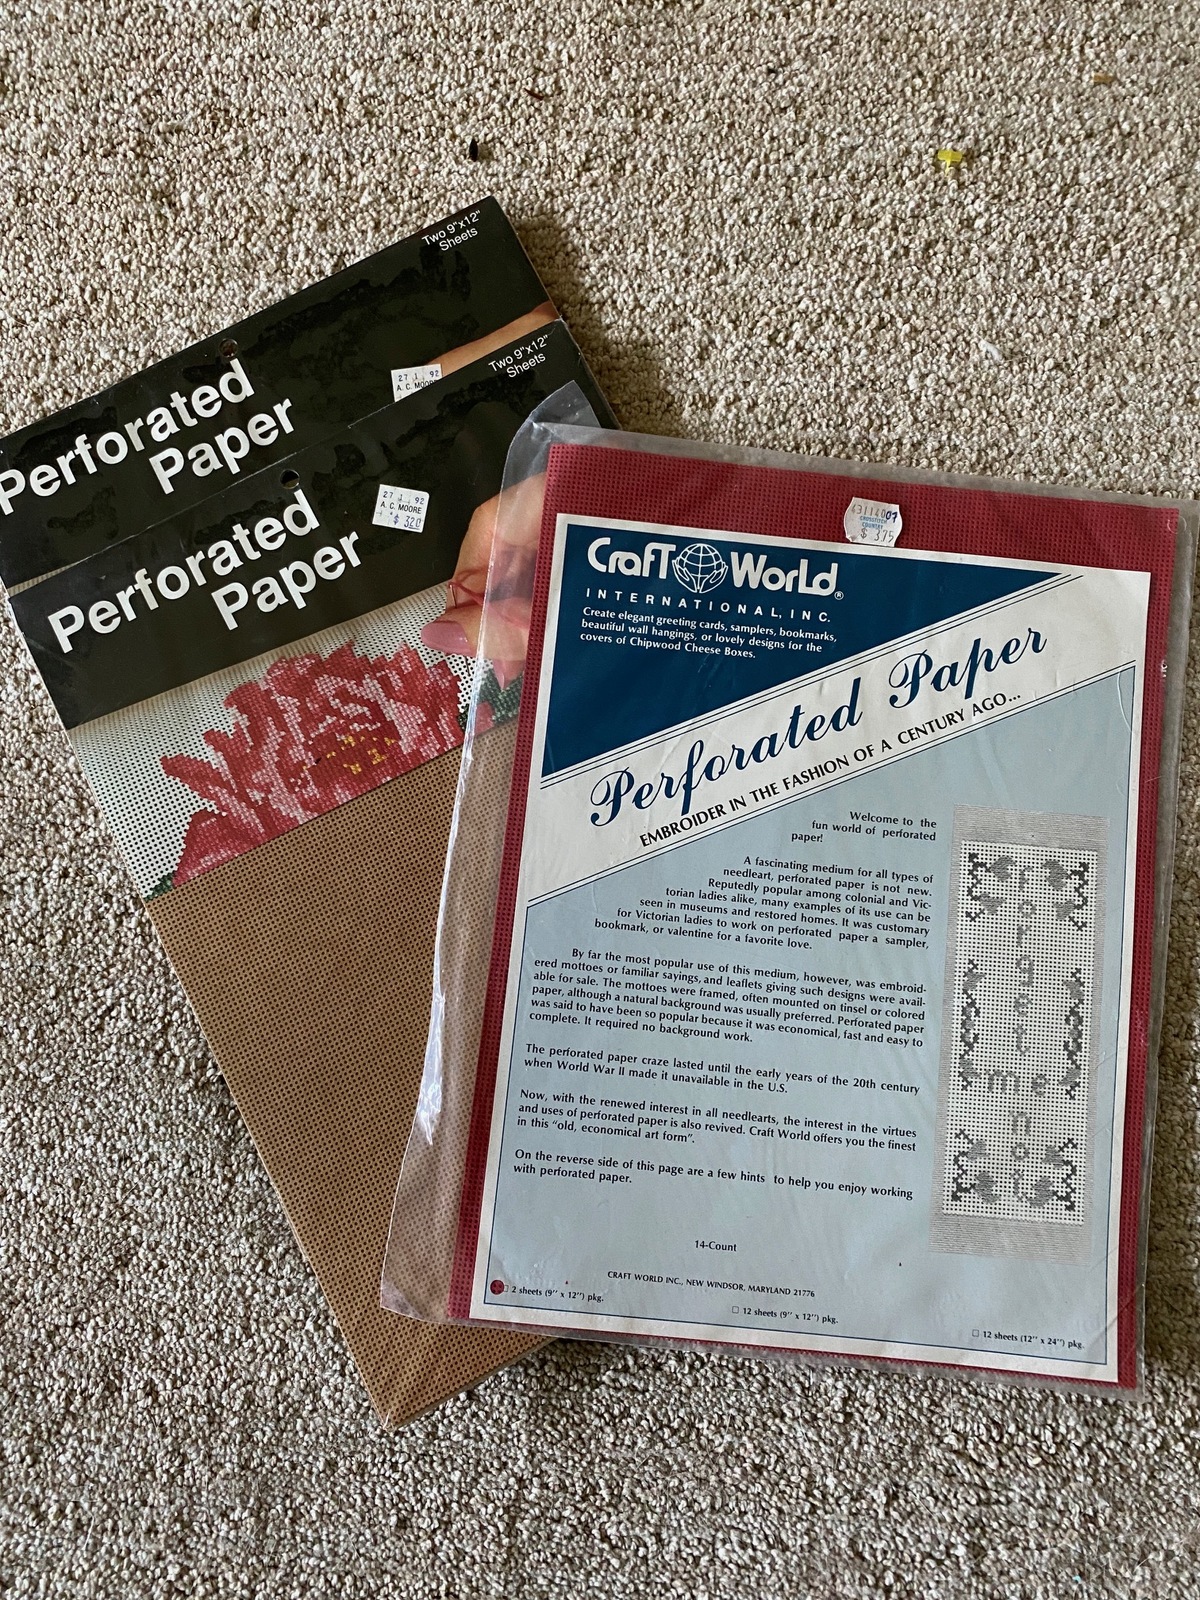 Two 9"x12"
Sheets
Perforated
Paper
27 1 92
A. C. MOORE
Two 9"x12"
Sheets
Perforated
Paper
27 1 92
A. C. MOORE
$ 320
CROSSTITCH
COUNTRY
$ 375
CrafT World®
INTERNATIONAL, INC.
Create elegant greeting cards, samplers, bookmarks,
beautiful wall hangings, or lovely designs for the
covers of Chipwood Cheese Boxes.
Perforated Paper
EMBROIDER IN THE FASHION OF A CENTURY AGO...
Welcome to the
fun world of perforated
paper!
A fascinating medium for all types of
needleart, perforated paper is not new.
Reputedly popular among colonial and Vic-
torian ladies alike, many examples of its use can be
seen in museums and restored homes. It was customary
for Victorian ladies to work on perforated paper a sampler,
bookmark, or valentine for a favorite love.
By far the most popular use of this medium, however, was embroid-
ered mottoes or familiar sayings, and leaflets giving such designs were avail-
able for sale. The mottoes were framed, often mounted on tinsel or colored
paper, although a natural background was usually preferred. Perforated paper
was said to have been so popular because it was economical, fast and easy to
complete. It required no background work.
The perforated paper craze lasted until the early years of the 20th century
when World War II made it unavailable in the U.S.
Now, with the renewed interest in all needlearts, the interest in the virtues
and uses of perforated paper is also revived. Craft World offers you the finest
in this "old, economical art form".
On the reverse side of this page are a few hints to help you enjoy working
with perforated paper.
forget me not
14-Count
CRAFT WORLD INC., NEW WINDSOR, MARYLAND 21776
2 sheets (9" x 12") pkg.
12 sheets (9" x 12") pkg.
12 sheets (12" x 24") pkg.